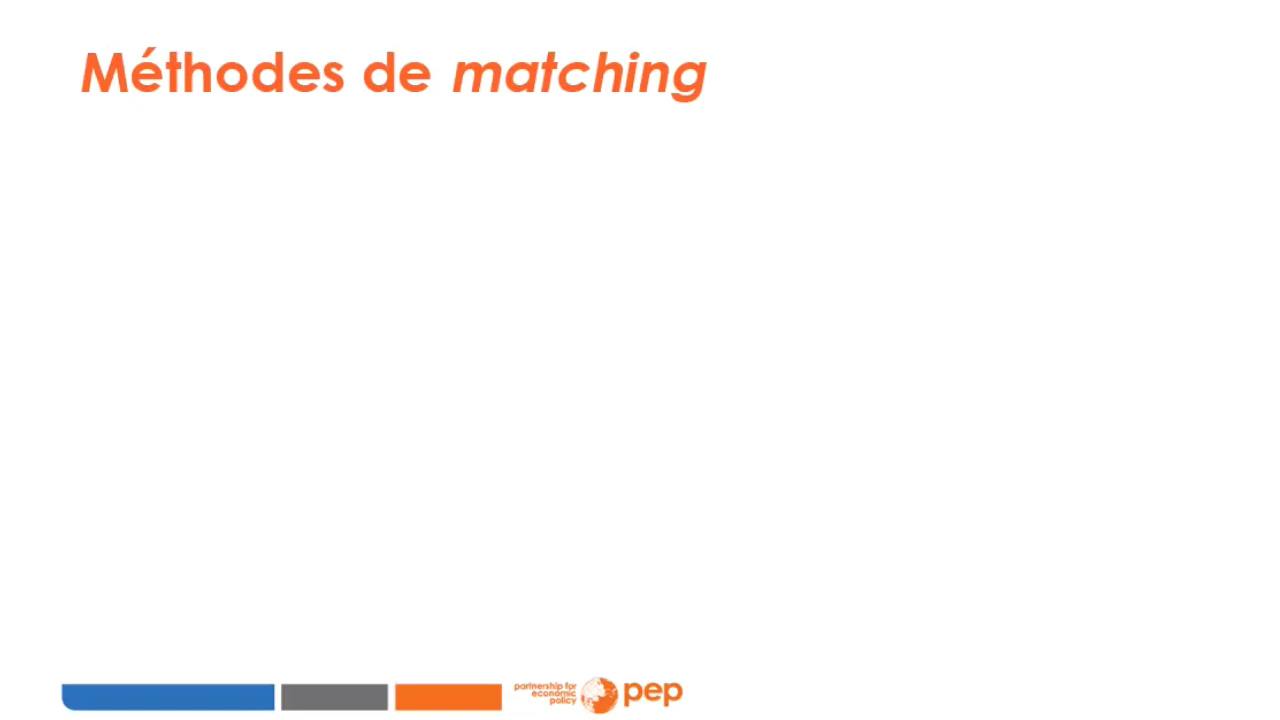 Méthodes de matching
partnership for
economic
policy
pep